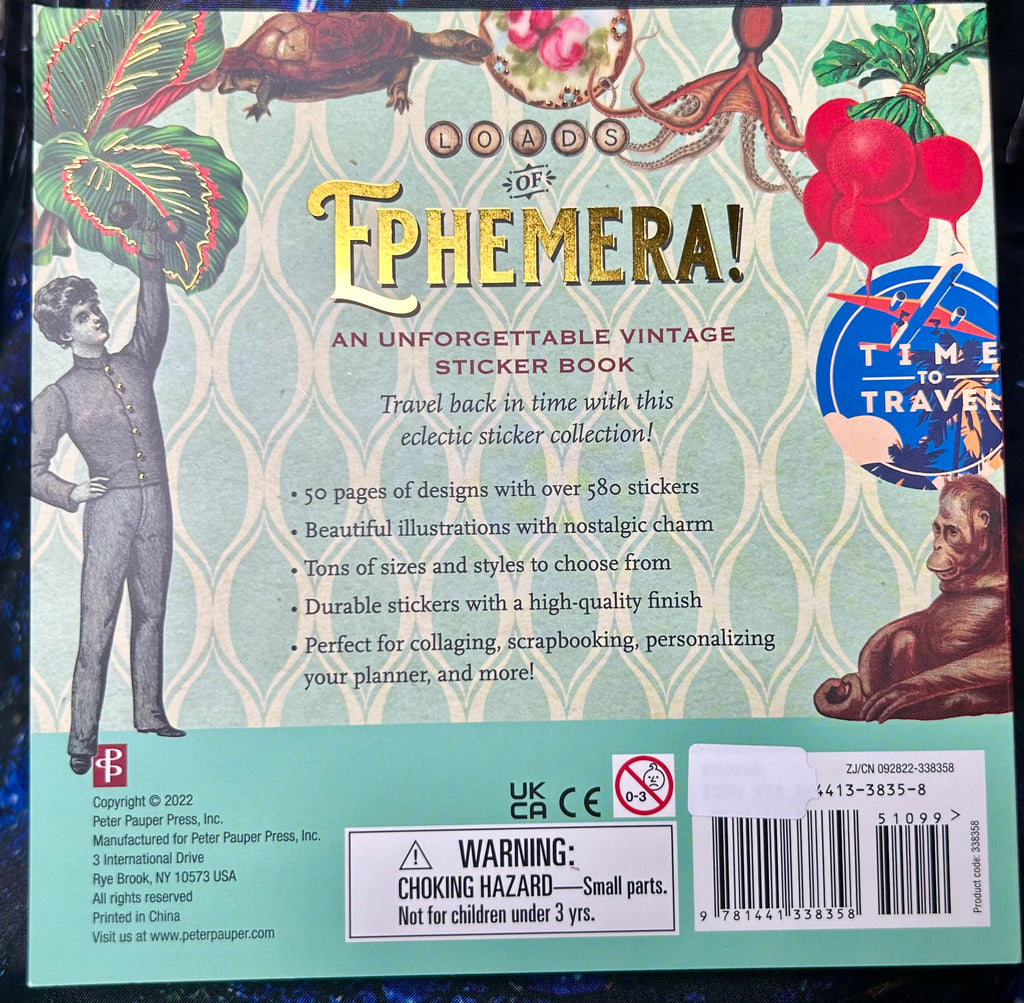 LOADS
OF
EPHEMERA!
AN UNFORGETTABLE VINTAGE
STICKER BOOK
Travel back in time with this
eclectic sticker collection!
• 50 pages of designs with over 580 stickers
• Beautiful illustrations with nostalgic charm
• Tons of sizes and styles to choose from
• Durable stickers with a high-quality finish
• Perfect for collaging, scrapbooking, personalizing
your planner, and more!
TIME
TO
TRAVEL
PP
Copyright © 2022
Peter Pauper Press, Inc.
Manufactured for Peter Pauper Press, Inc.
3 International Drive
Rye Brook, NY 10573 USA
All rights reserved
Printed in China
Visit us at www.peterpauper.com
UK
CA CE
0-3
WARNING:
CHOKING HAZARD—Small parts.
Not for children under 3 yrs.
ZJ/CN 092822-338358
4413-3835-8
51099 >
9 781441 338358
Product code: 338358